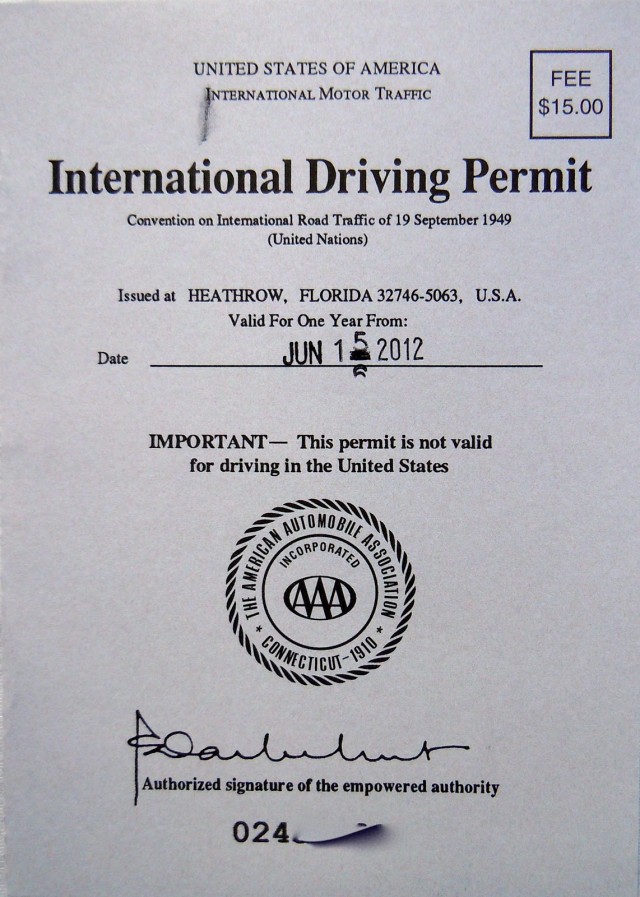 UNITED STATES OF AMERICA
INTERNATIONAL MOTOR TRAFFIC
FEE
$15.00
International Driving Permit
Convention on International Road Traffic of 19 September 1949
(United Nations)
Issued at HEATHROW, FLORIDA 32746-5063, U.S.A.
Valid For One Year From:
Date JUN 15 2012
IMPORTANT— This permit is not valid
for driving in the United States
THE AMERICAN AUTOMOBILE ASSOCIATION
INCORPORATED
AAA
* CONNECTICUT-1910 *
Authorized signature of the empowered authority
024